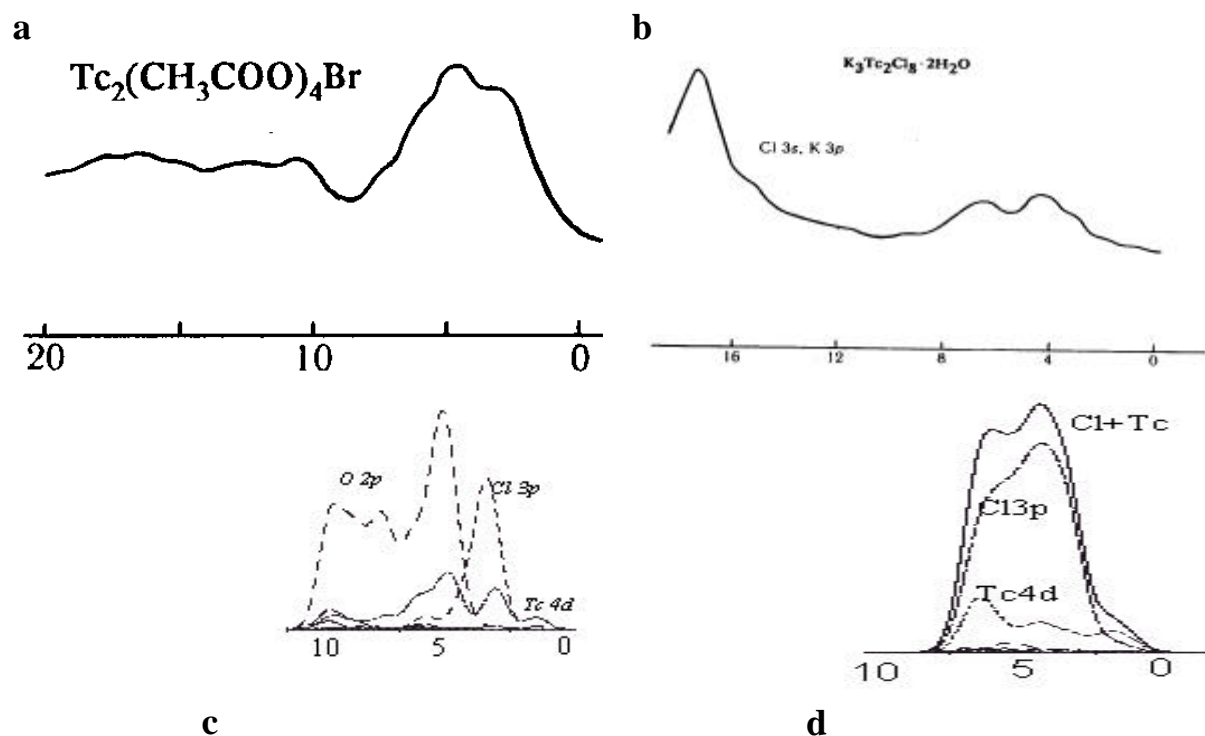 a
b
Tc₂(CH₃COO)₄Br
K₃Tc₂Cl₈·2H₂O
Cl 3s, K 3p
20 10 0
16 12 8 4 0
O 2p
Cl 3p
Tc 4d
10 5 0
Cl+Tc
Cl3p
Tc4d
10 5 0
c
d